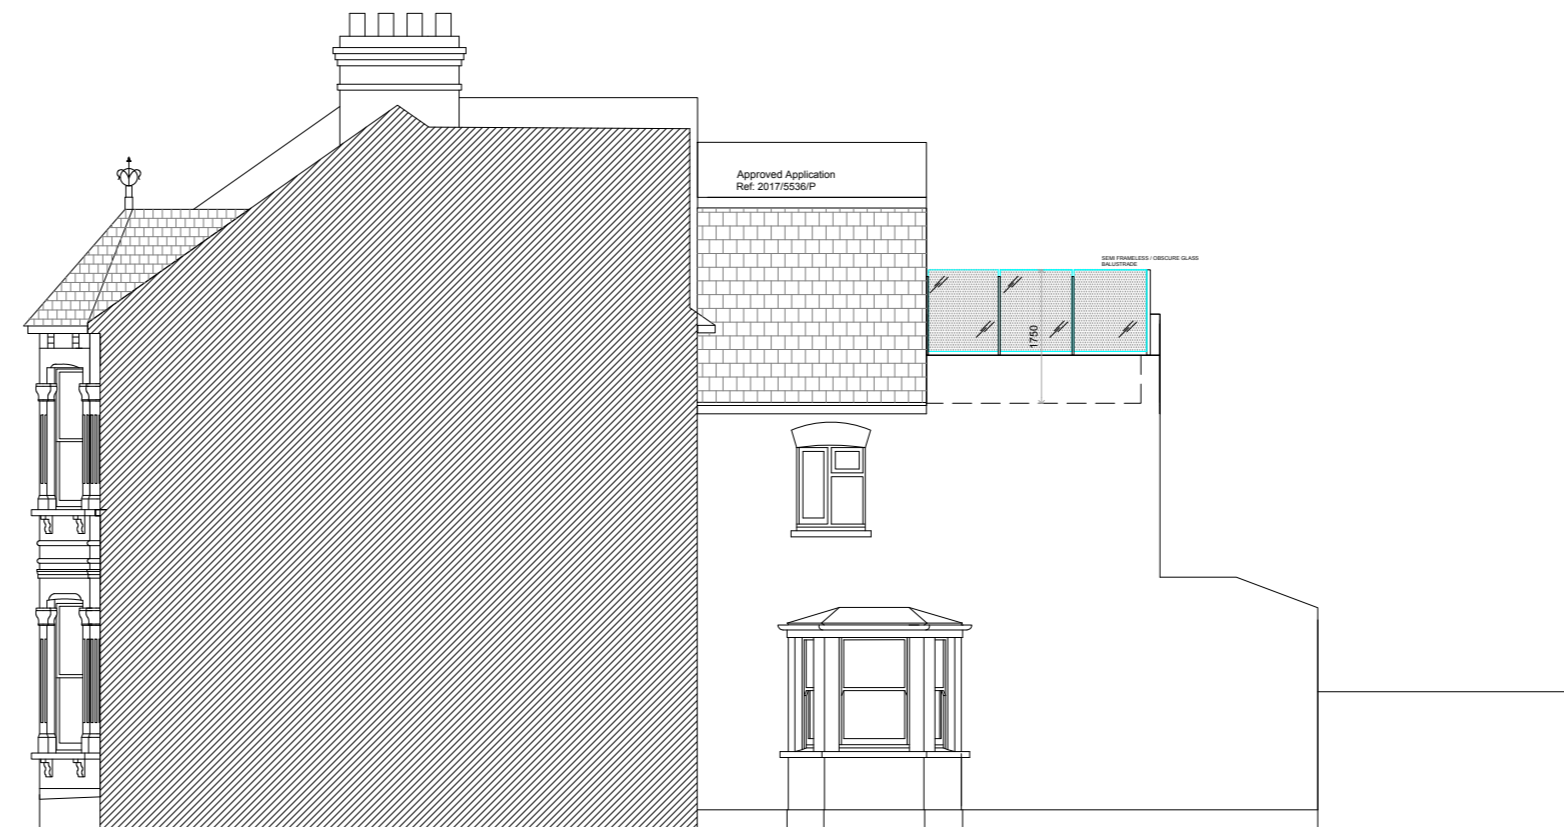 Approved Application
Ref: 2017/5536/P
SEMI FRAMELESS / OBSCURE GLASS
BALUSTRADE
1750